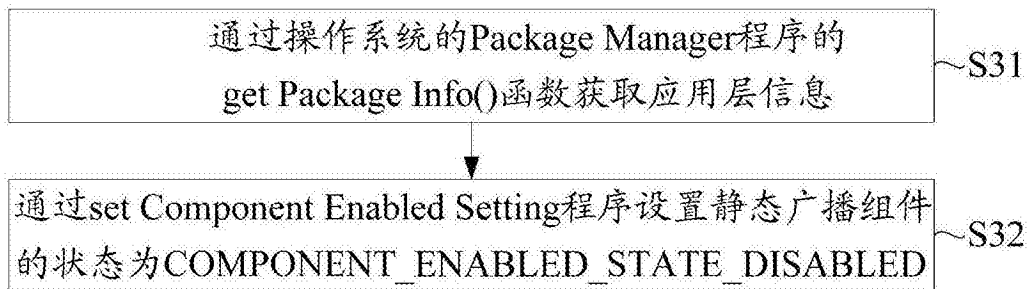 通过操作系统的Package Manager程序的
get Package Info()函数获取应用层信息
S31
通过set Component Enabled Setting程序设置静态广播组件
的状态为COMPONENT_ENABLED_STATE_DISABLED
S32